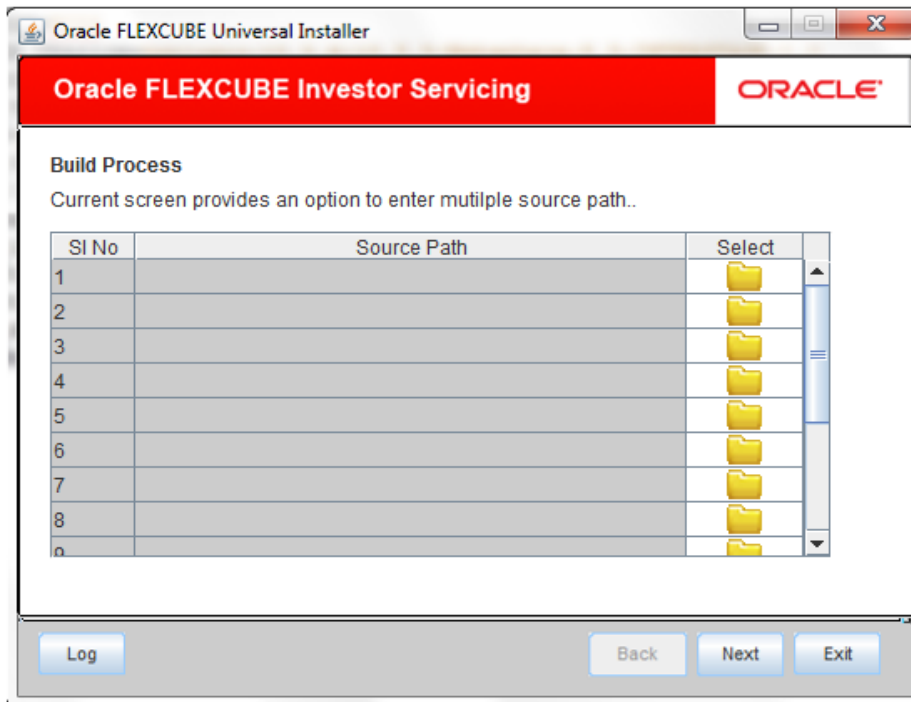 Oracle FLEXCUBE Universal Installer
Oracle FLEXCUBE Investor Servicing
ORACLE
Build Process
Current screen provides an option to enter mutilple source path..
Sl No Source Path Select
1
2
3
4
5
6
7
8
9
Log Back Next Exit